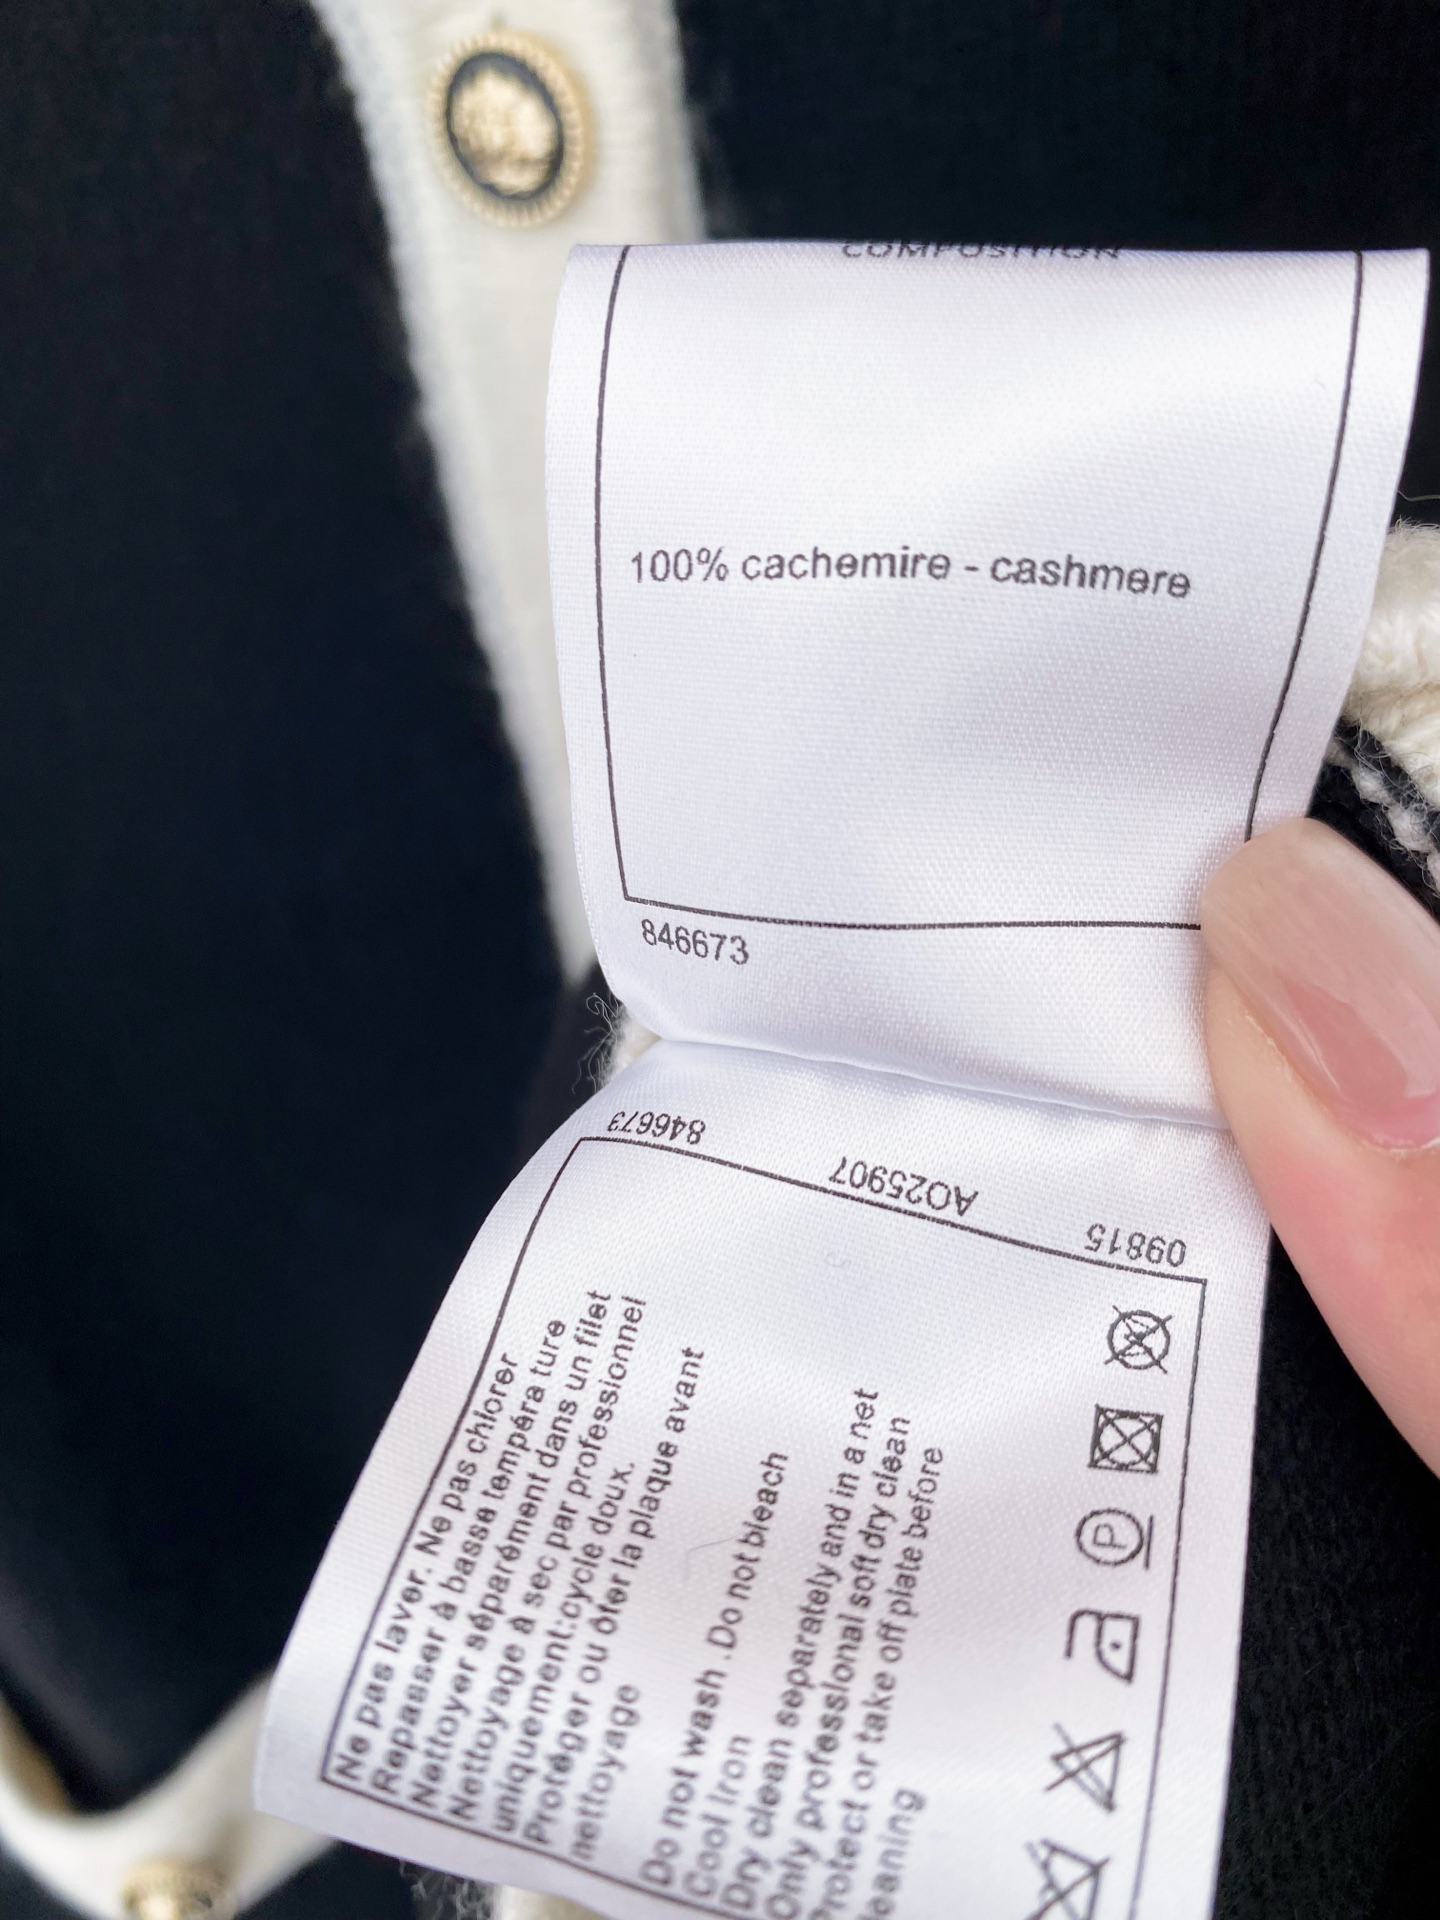 COMPOSITION
100% cachemire - cashmere
846673
846673
AO25907
09815
Ne pas laver. Ne pas chlorer
Repasser à basse tempéra ture
Nettoyer séparément dans un filet
Nettoyage à sec par professionnel
uniquement:cycle doux.
Protéger ou ôter la plaque avant
nettoyage
Do not wash .Do not bleach
Cool Iron
Dry clean separately and in a net
Only professional soft dry clean
Protect or take off plate before
leaning
P